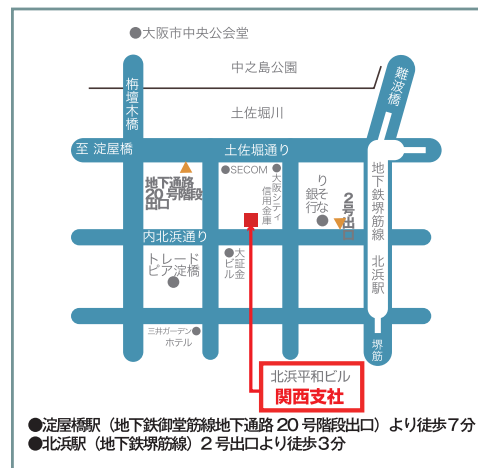 ●大阪市中央公会堂
中之島公園
栴檀木橋
難波橋
土佐堀川
至 淀屋橋
土佐堀通り
地下通路
20号階段
出口
●SECOM
大阪シティ
信用金庫
りそな
銀行
2号出口
地下鉄堺筋線 北浜駅
内北浜通り
トレード
ピア淀橋
大証金
ビル
三井ガーデン
ホテル
堺筋
北浜平和ビル
関西支社
●淀屋橋駅（地下鉄御堂筋線地下通路20号階段出口）より徒歩7分
●北浜駅（地下鉄堺筋線）2号出口より徒歩3分